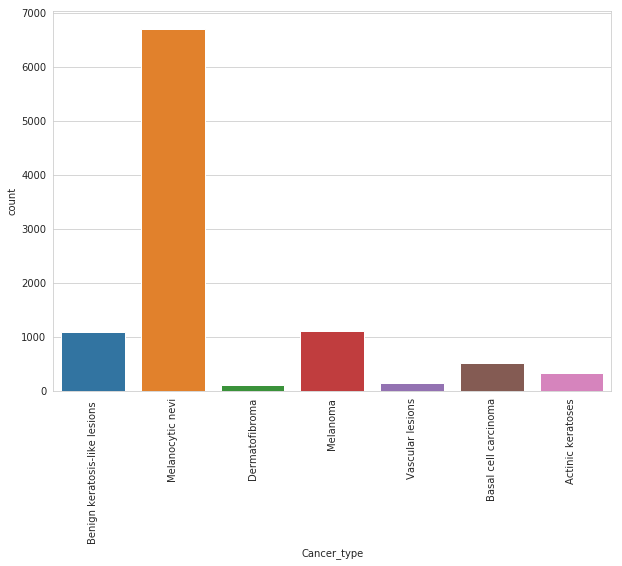 7000
6000
5000
4000
3000
2000
1000
0
count
Benign keratosis-like lesions
Melanocytic nevi
Dermatofibroma
Melanoma
Vascular lesions
Basal cell carcinoma
Actinic keratoses
Cancer_type